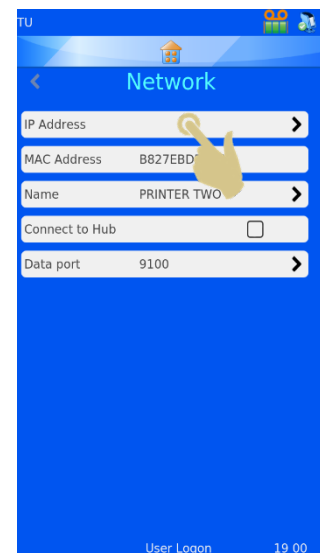 TU
Network
IP Address
MAC Address
Name PRINTER TWO
Connect to Hub
Data port 9100
User Logon 19 00